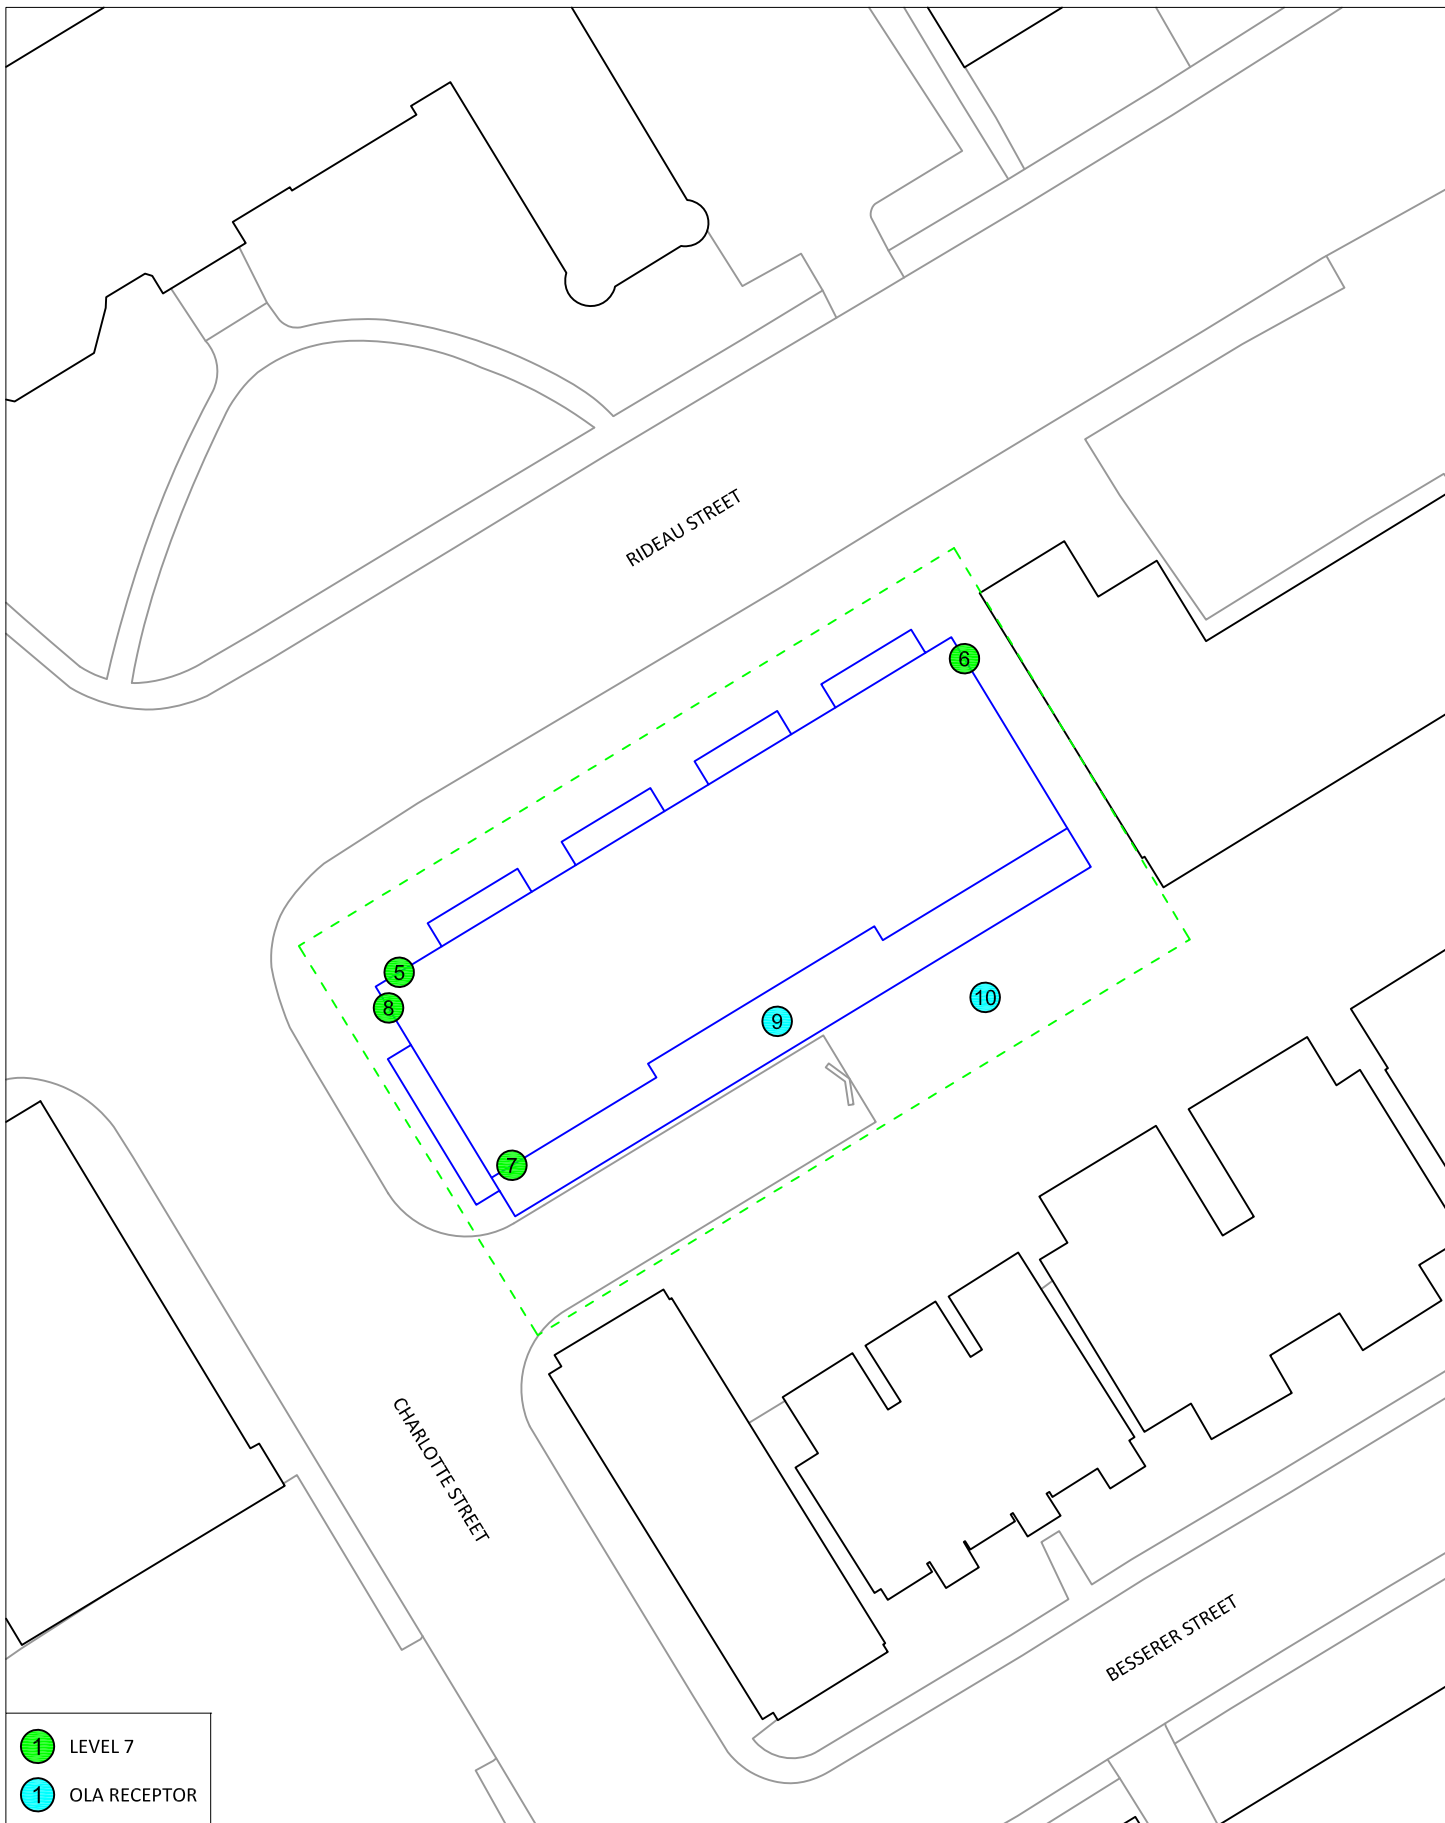 RIDEAU STREET
6
5
8
10
9
7
CHARLOTTE STREET
BESSERER STREET
1 LEVEL 7
1 OLA RECEPTOR